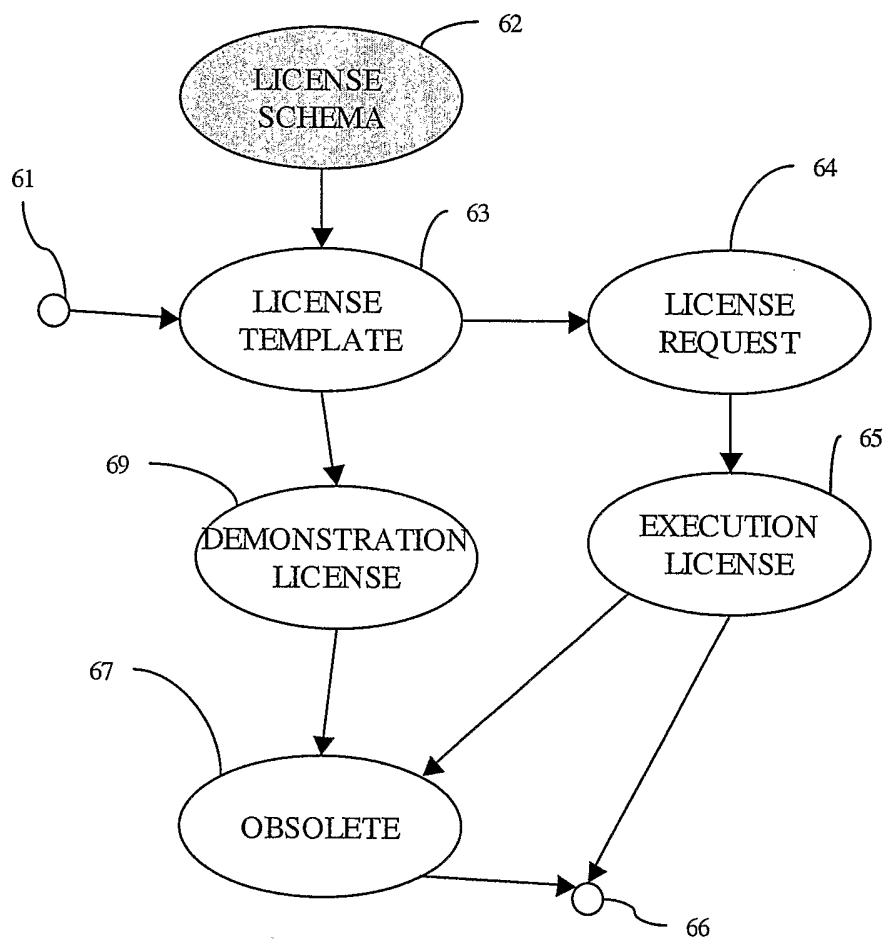 62
LICENSE
SCHEMA
61
63
64
LICENSE
TEMPLATE
LICENSE
REQUEST
69
65
DEMONSTRATION
LICENSE
EXECUTION
LICENSE
67
OBSOLETE
66